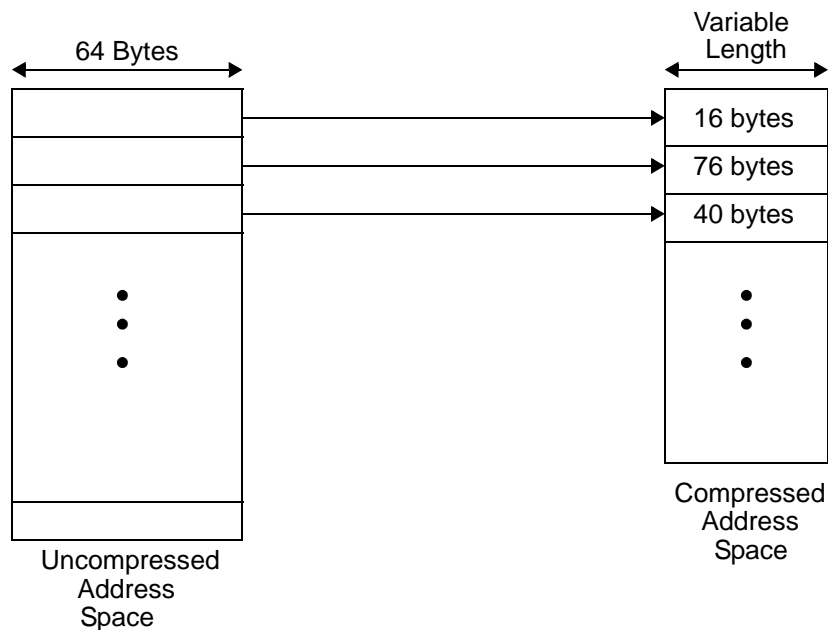 64 Bytes
Variable
Length
16 bytes
76 bytes
40 bytes
Compressed
Address
Space
Uncompressed
Address
Space